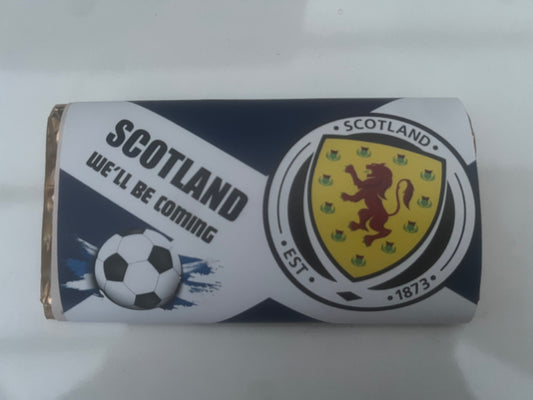 SCOTLAND
WE'LL BE COMING
SCOTLAND
EST
1873